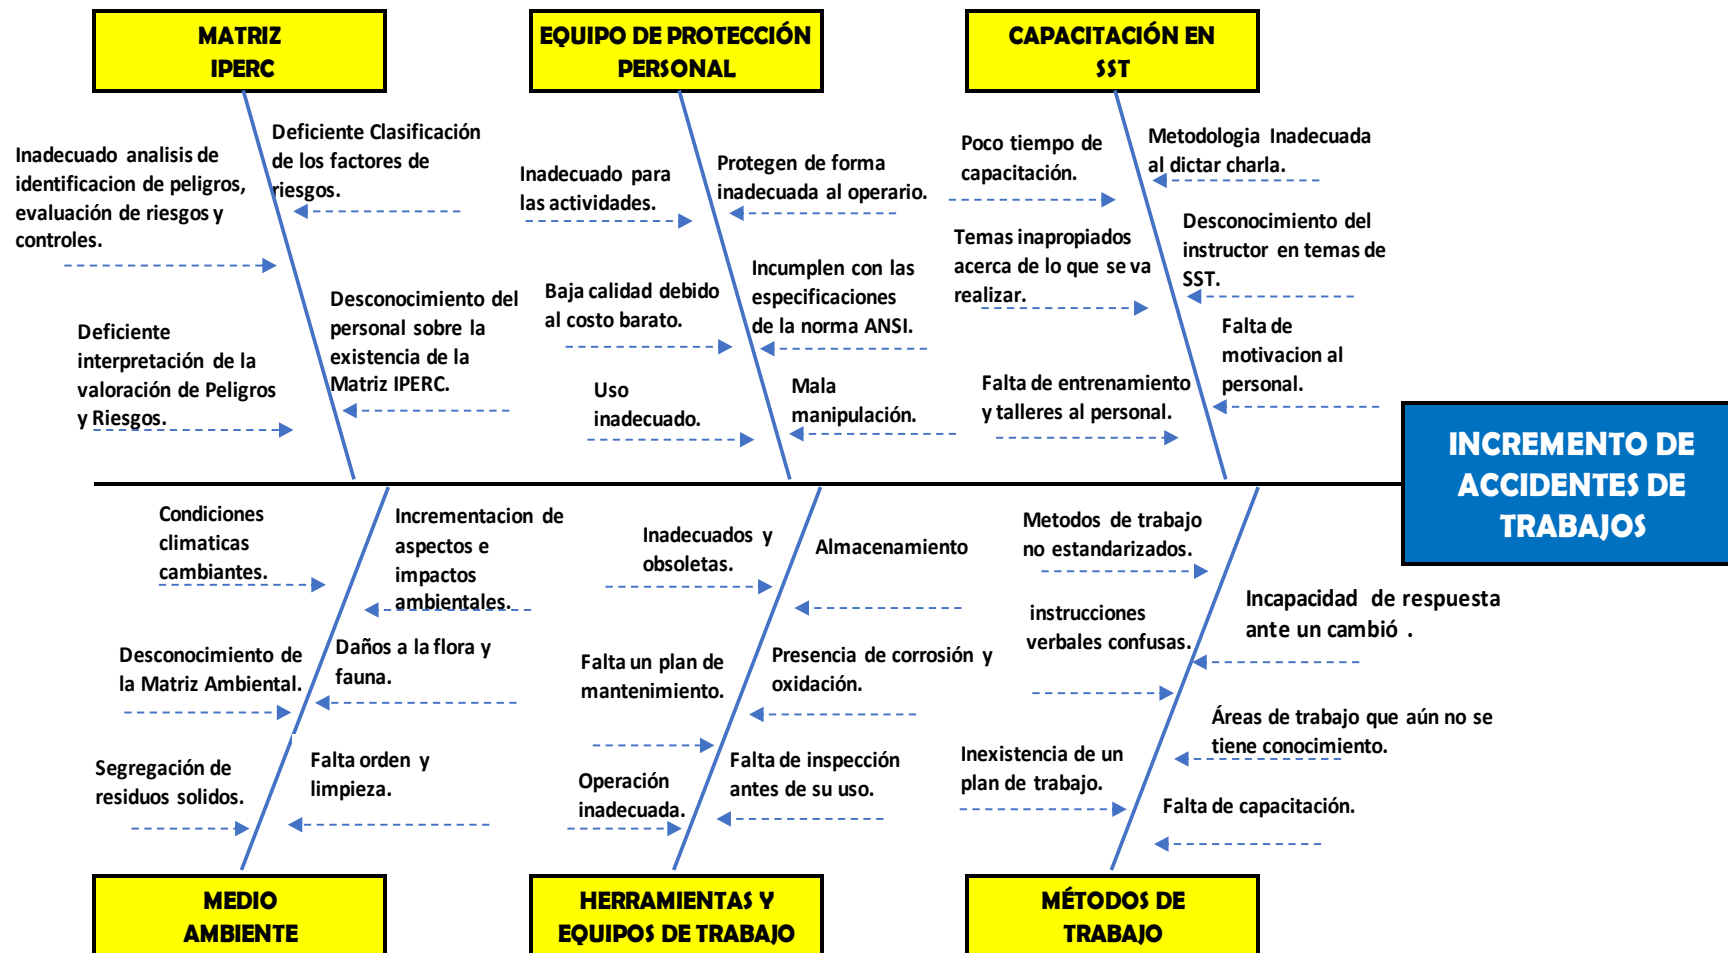 MATRIZ
IPERC
EQUIPO DE PROTECCIÓN
PERSONAL
CAPACITACIÓN EN
SST
Inadecuado analisis de
identificacion de peligros,
evaluación de riesgos y
controles.
Deficiente Clasificación
de los factores de
riesgos.
Deficiente
interpretación de la
valoración de Peligros
y Riesgos.
Desconocimiento del
personal sobre la
existencia de la
Matriz IPERC.
Inadecuado para
las actividades.
Protegen de forma
inadecuada al operario.
Baja calidad debido
al costo barato.
Incumplen con las
especificaciones
de la norma ANSI.
Uso
inadecuado.
Mala
manipulación.
Poco tiempo de
capacitación.
Metodologia Inadecuada
al dictar charla.
Temas inapropiados
acerca de lo que se va
realizar.
Desconocimiento del
instructor en temas de
SST.
Falta de entrenamiento
y talleres al personal.
Falta de
motivacion al
personal.
INCREMENTO DE
ACCIDENTES DE
TRABAJOS
Condiciones
climaticas
cambiantes.
Incrementacion de
aspectos e
impactos
ambientales.
Desconocimiento de
la Matriz Ambiental.
Daños a la flora y
fauna.
Segregación de
residuos solidos.
Falta orden y
limpieza.
Inadecuados y
obsoletas.
Almacenamiento
Falta un plan de
mantenimiento.
Presencia de corrosión y
oxidación.
Operación
inadecuada.
Falta de inspección
antes de su uso.
Metodos de trabajo
no estandarizados.
Incapacidad de respuesta
ante un cambió .
instrucciones
verbales confusas.
Áreas de trabajo que aún no se
tiene conocimiento.
Inexistencia de un
plan de trabajo.
Falta de capacitación.
MEDIO
AMBIENTE
HERRAMIENTAS Y
EQUIPOS DE TRABAJO
MÉTODOS DE
TRABAJO